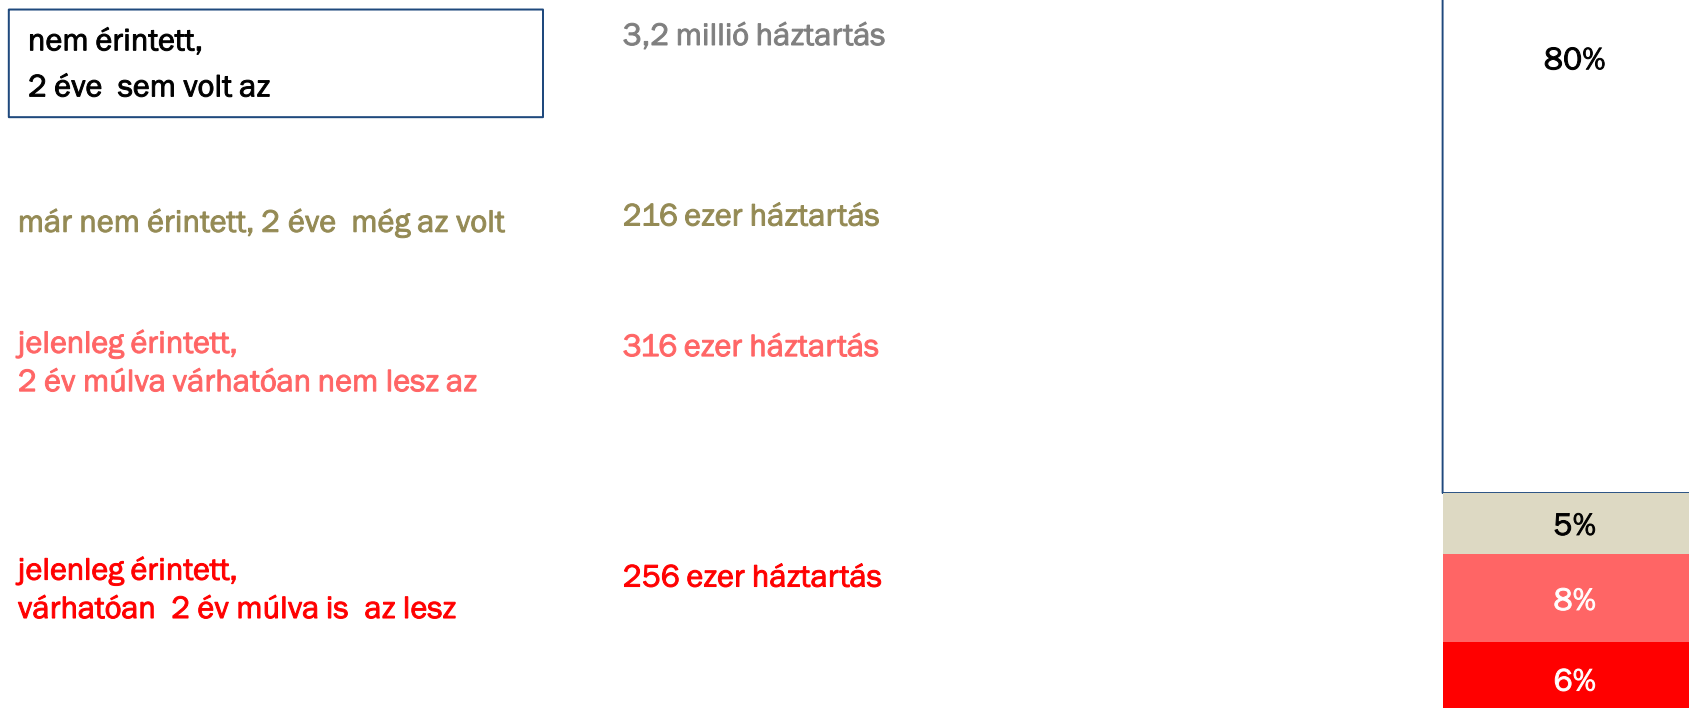 nem érintett,
2 éve sem volt az
3,2 millió háztartás
80%
már nem érintett, 2 éve még az volt
216 ezer háztartás
jelenleg érintett,
2 év múlva várhatóan nem lesz az
316 ezer háztartás
5%
jelenleg érintett,
várhatóan 2 év múlva is az lesz
256 ezer háztartás
8%
6%